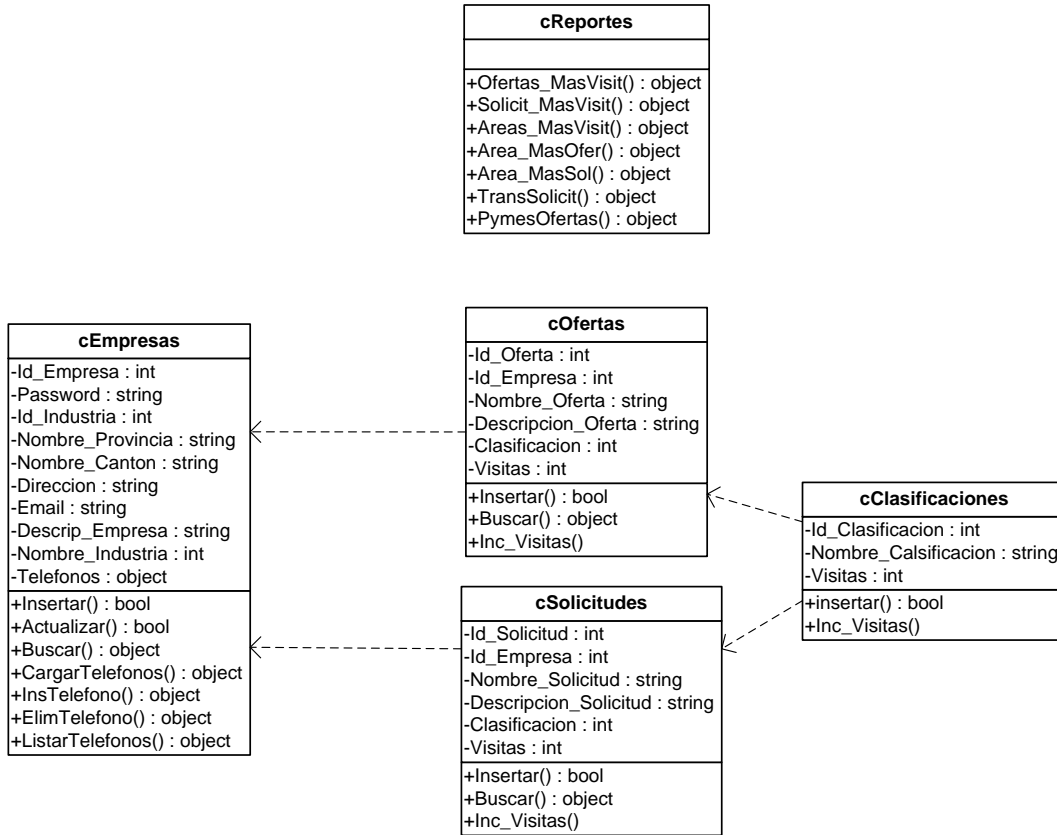 cReportes
+Ofertas_MasVisit() : object
+Solicit_MasVisit() : object
+Areas_MasVisit() : object
+Area_MasOfer() : object
+Area_MasSol() : object
+TransSolicit() : object
+PymesOfertas() : object
cEmpresas
-Id_Empresa : int
-Password : string
-Id_Industria : int
-Nombre_Provincia : string
-Nombre_Canton : string
-Direccion : string
-Email : string
-Descrip_Empresa : string
-Nombre_Industria : int
-Telefonos : object
+Insertar() : bool
+Actualizar() : bool
+Buscar() : object
+CargarTelefonos() : object
+InsTelefono() : object
+ElimTelefono() : object
+ListarTelefonos() : object
cOfertas
-Id_Oferta : int
-Id_Empresa : int
-Nombre_Oferta : string
-Descripcion_Oferta : string
-Clasificacion : int
-Visitas : int
+Insertar() : bool
+Buscar() : object
+Inc_Visitas()
cSolicitudes
-Id_Solicitud : int
-Id_Empresa : int
-Nombre_Solicitud : string
-Descripcion_Solicitud : string
-Clasificacion : int
-Visitas : int
+Insertar() : bool
+Buscar() : object
+Inc_Visitas()
cClasificaciones
-Id_Clasificacion : int
-Nombre_Calsificacion : string
-Visitas : int
+insertar() : bool
+Inc_Visitas()